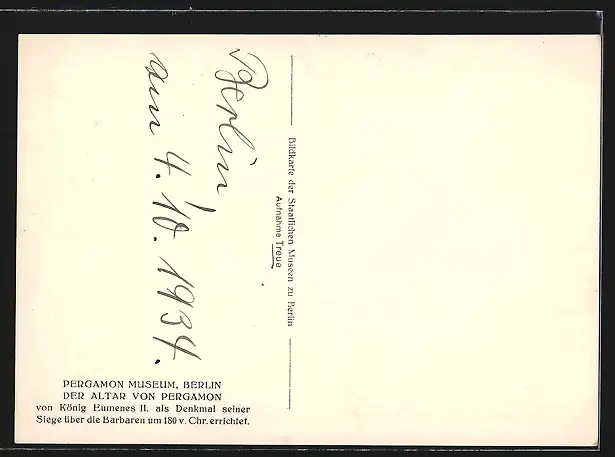 Berlin,
am 4. 10. 1934.
Bildkarte der Staatlichen Museen zu Berlin
Aufnahme Treue
PERGAMON MUSEUM, BERLIN
DER ALTAR VON PERGAMON
von König Eumenes II. als Denkmal seiner
Siege über die Barbaren um 180 v. Chr. errichtet.